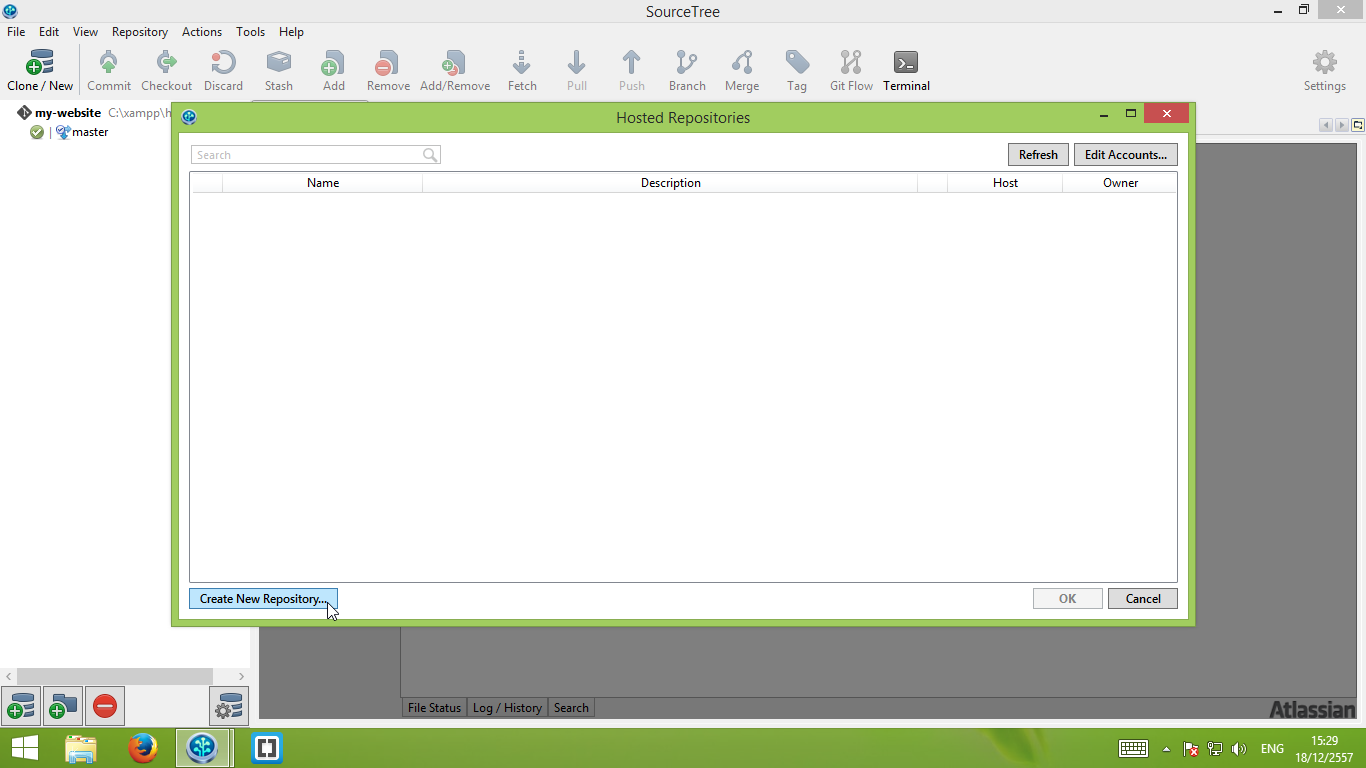 SourceTree
File Edit View Repository Actions Tools Help
Clone / New Commit Checkout Discard Stash Add Remove Add/Remove Fetch Pull Push Branch Merge Tag Git Flow Terminal Settings
my-website C:\xampp\h
master
Hosted Repositories
Search Refresh Edit Accounts...
Name Description Host Owner
Create New Repository... OK Cancel
File Status Log / History Search Atlassian
ENG 15:29
18/12/2557